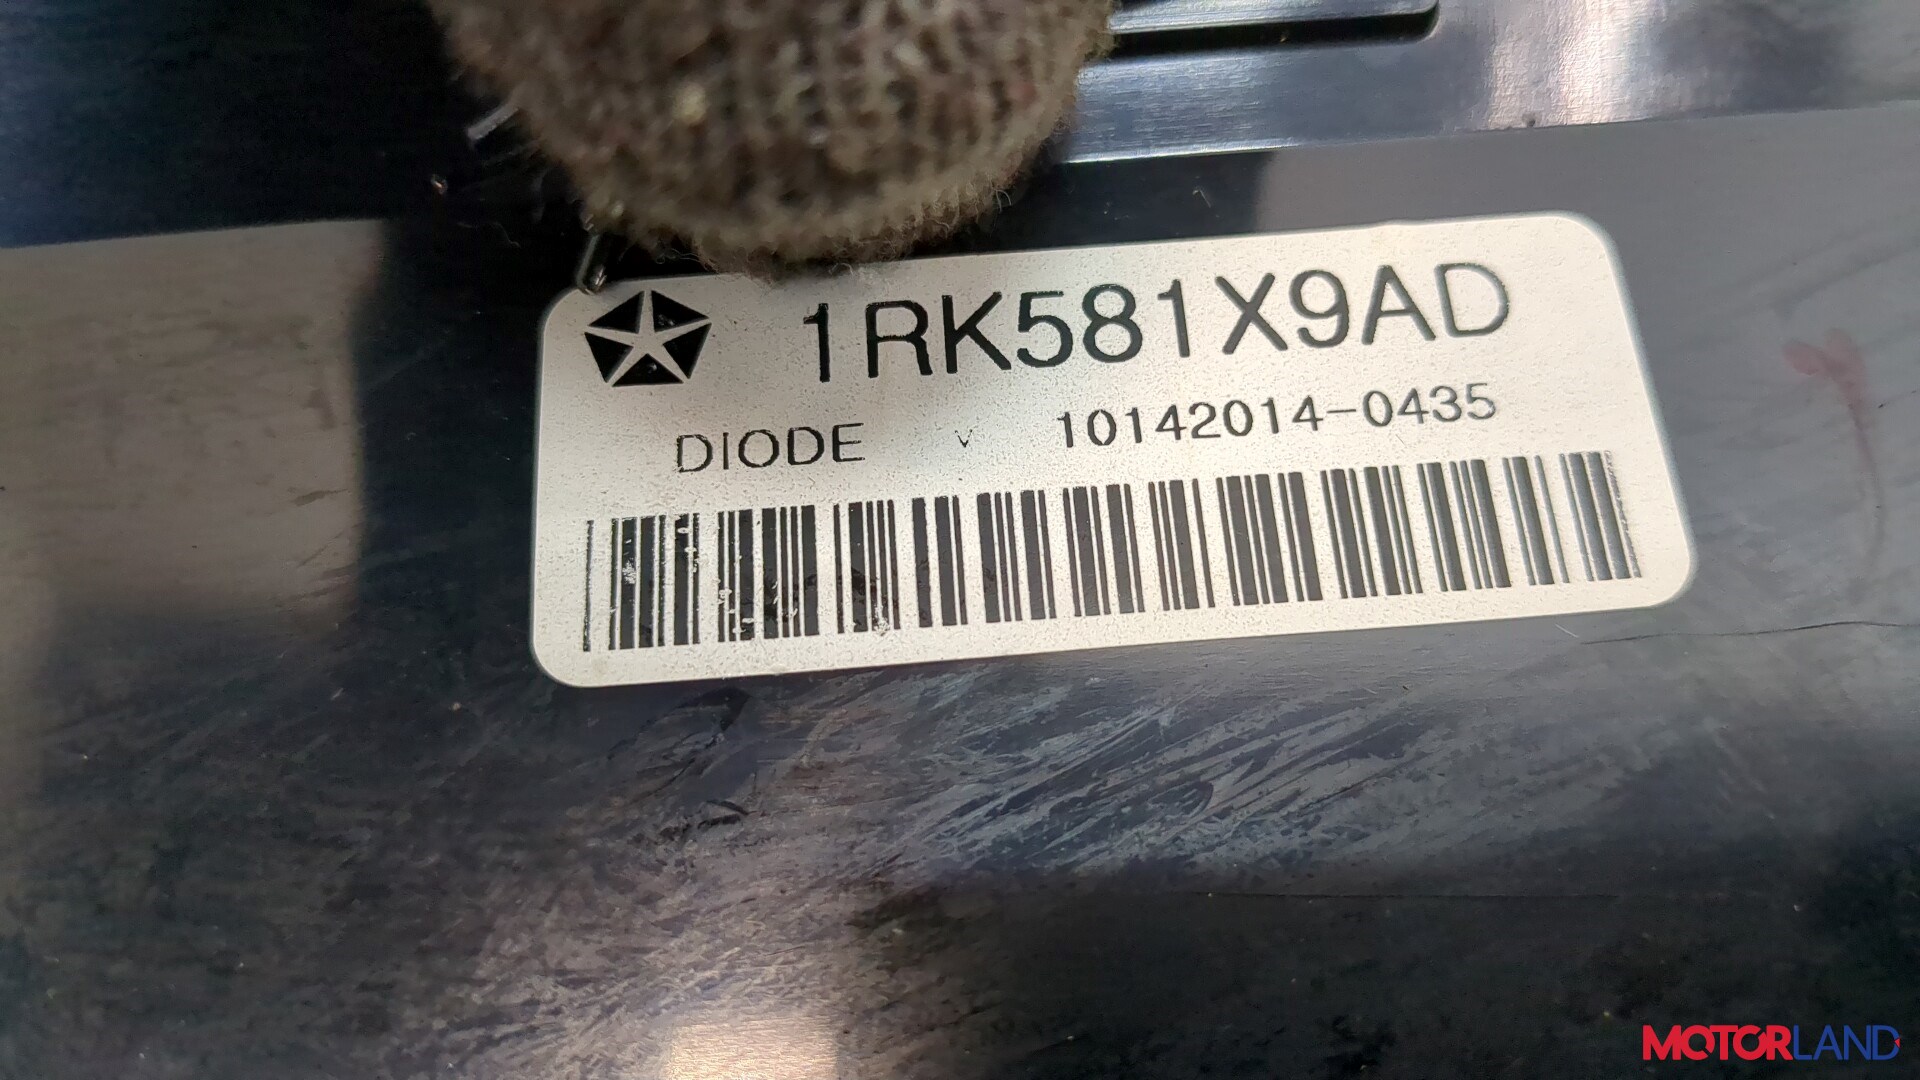 1RK581X9AD
DIODE v 10142014-0435
MOTORLAND